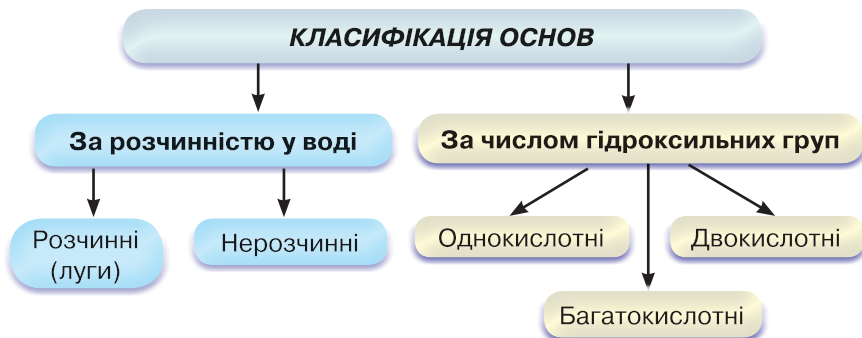 КЛАСИФІКАЦІЯ ОСНОВ
За розчинністю у воді
За числом гідроксильних груп
Розчинні
(луги)
Нерозчинні
Однокислотні
Двокислотні
Багатокислотні